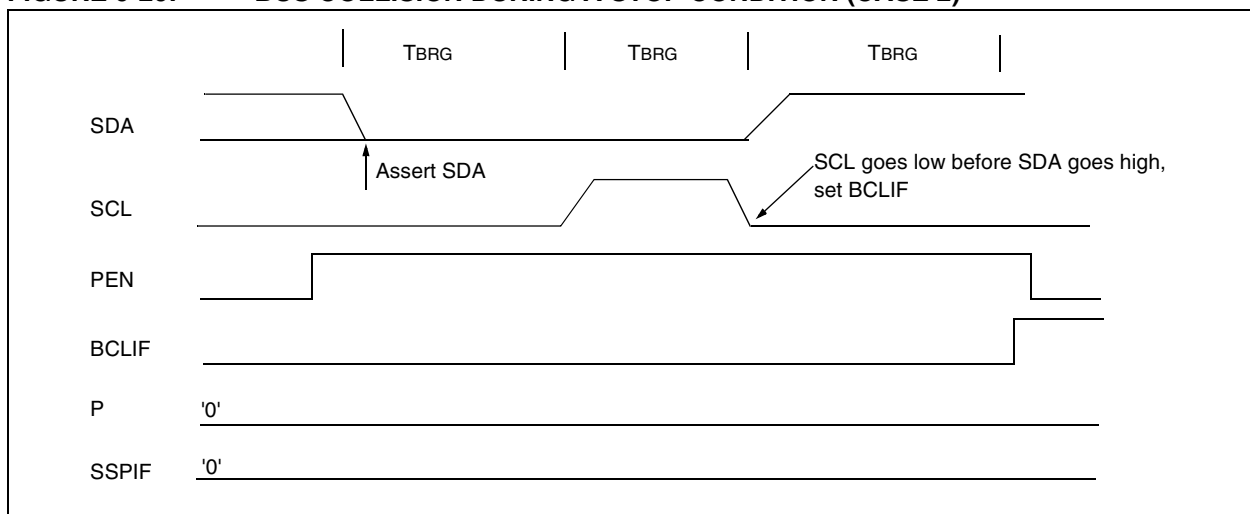 TBRG TBRG TBRG
SDA
Assert SDA
SCL goes low before SDA goes high,
set BCLIF
SCL
PEN
BCLIF
P '0'
SSPIF '0'